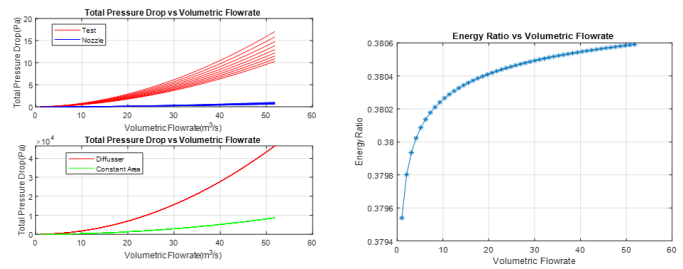 Total Pressure Drop vs Volumetric Flowrate
Total Pressure Drop(Pa)
20
15
10
5
0
Test
Nozzle
0 10 20 30 40 50 60
Volumetric Flowrate(m³/s)
×10⁴
Total Pressure Drop vs Volumetric Flowrate
Total Pressure Drop(Pa)
4
3
2
1
0
Diffusser
Constant Area
0 10 20 30 40 50 60
Volumetric Flowrate(m³/s)
Energy Ratio vs Volumetric Flowrate
Energy Ratio
0.3806
0.3804
0.3802
0.38
0.3798
0.3796
0.3794
0 10 20 30 40 50 60
Volumetric Flowrate